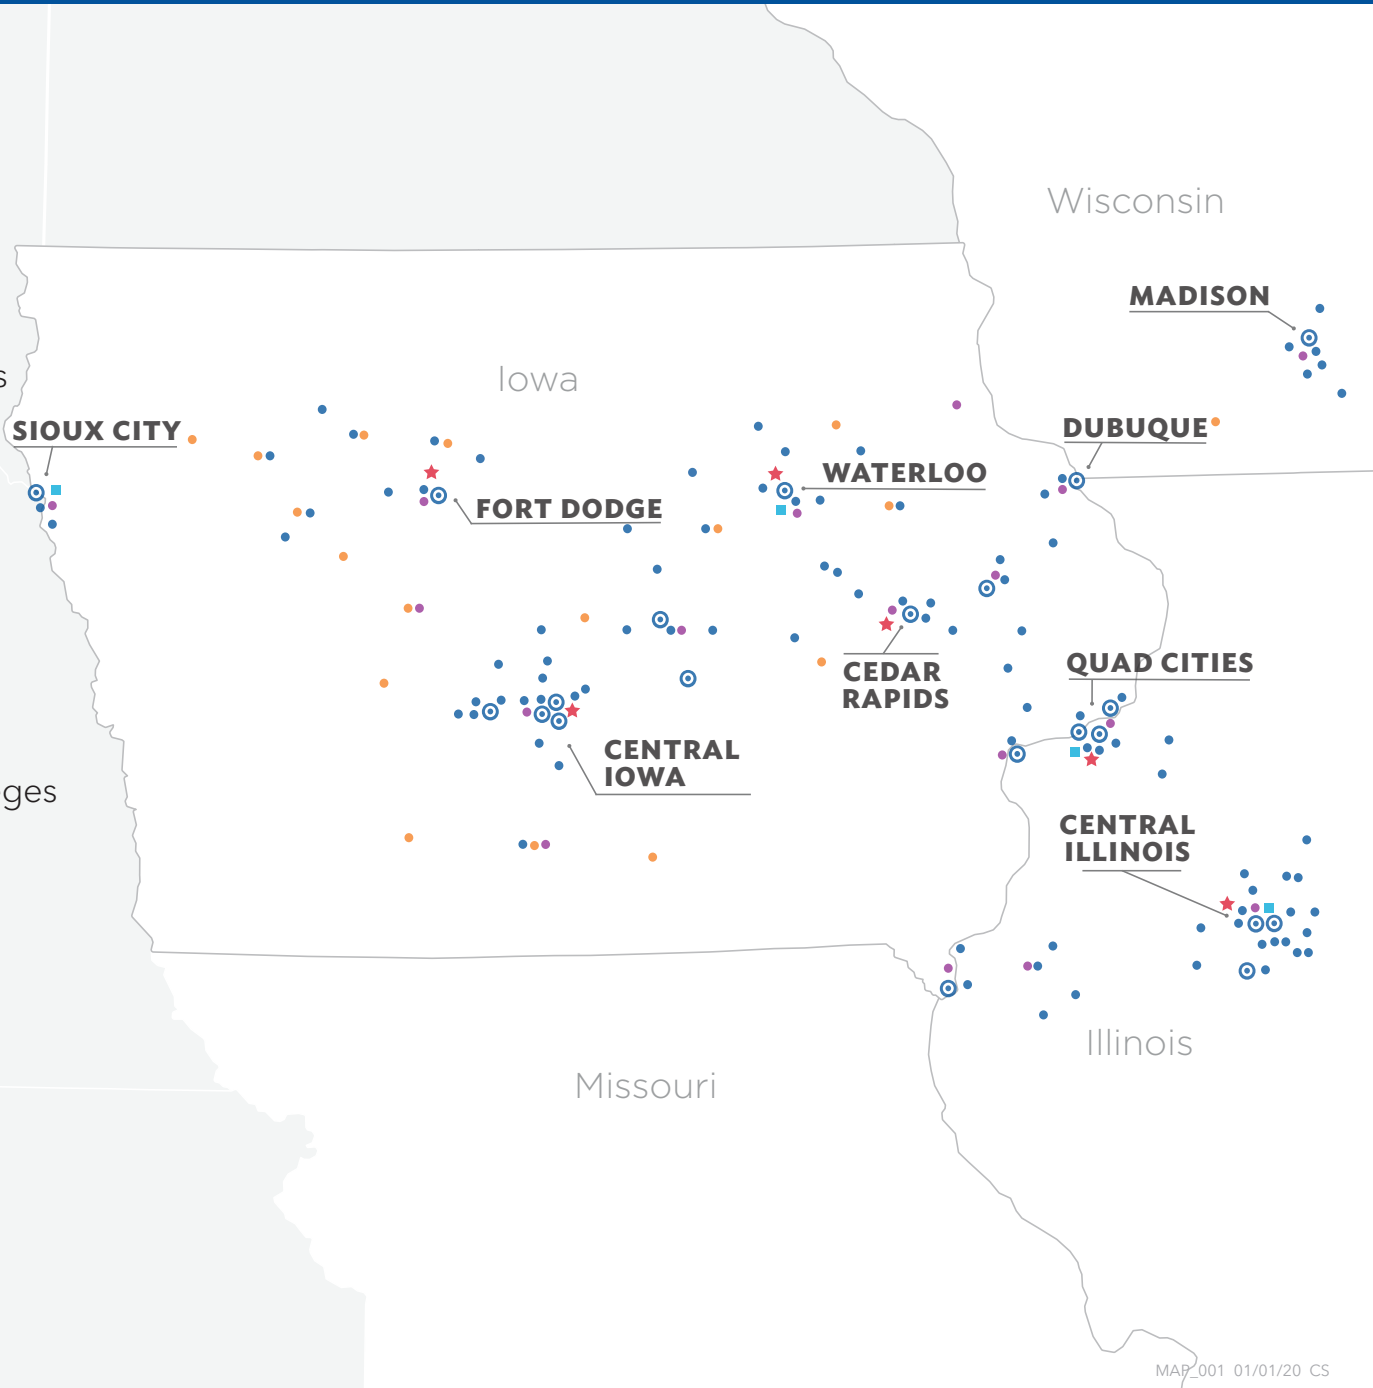 Wisconsin
MADISON
s
Iowa
SIOUX CITY
DUBUQUE
WATERLOO
FORT DODGE
CEDAR
RAPIDS
QUAD CITIES
CENTRAL
IOWA
ges
CENTRAL
ILLINOIS
Illinois
Missouri
MAP_001 01/01/20 CS